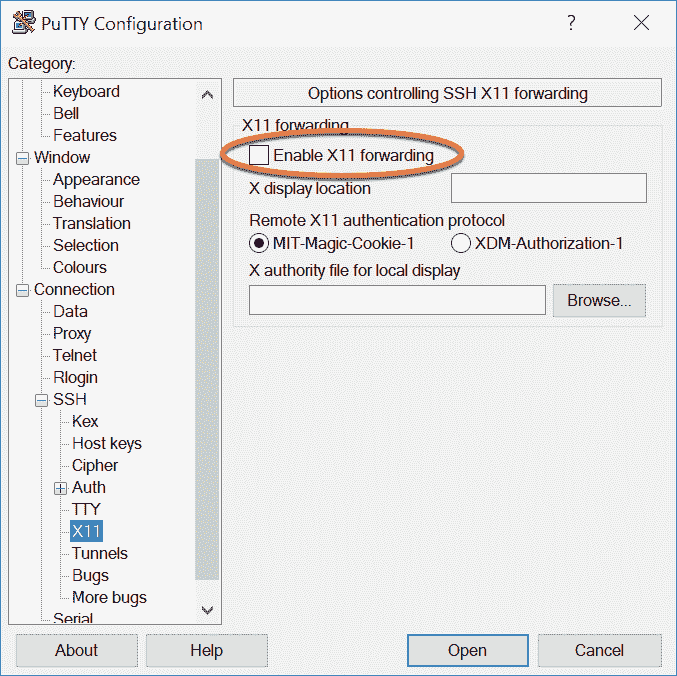 PuTTY Configuration
?
Category:
Keyboard
Bell
Features
Window
Appearance
Behaviour
Translation
Selection
Colours
Connection
Data
Proxy
Telnet
Rlogin
SSH
Kex
Host keys
Cipher
Auth
TTY
X11
Tunnels
Bugs
More bugs
Serial
Options controlling SSH X11 forwarding
X11 forwarding
Enable X11 forwarding
X display location
Remote X11 authentication protocol
MIT-Magic-Cookie-1 XDM-Authorization-1
X authority file for local display
Browse...
About Help Open Cancel